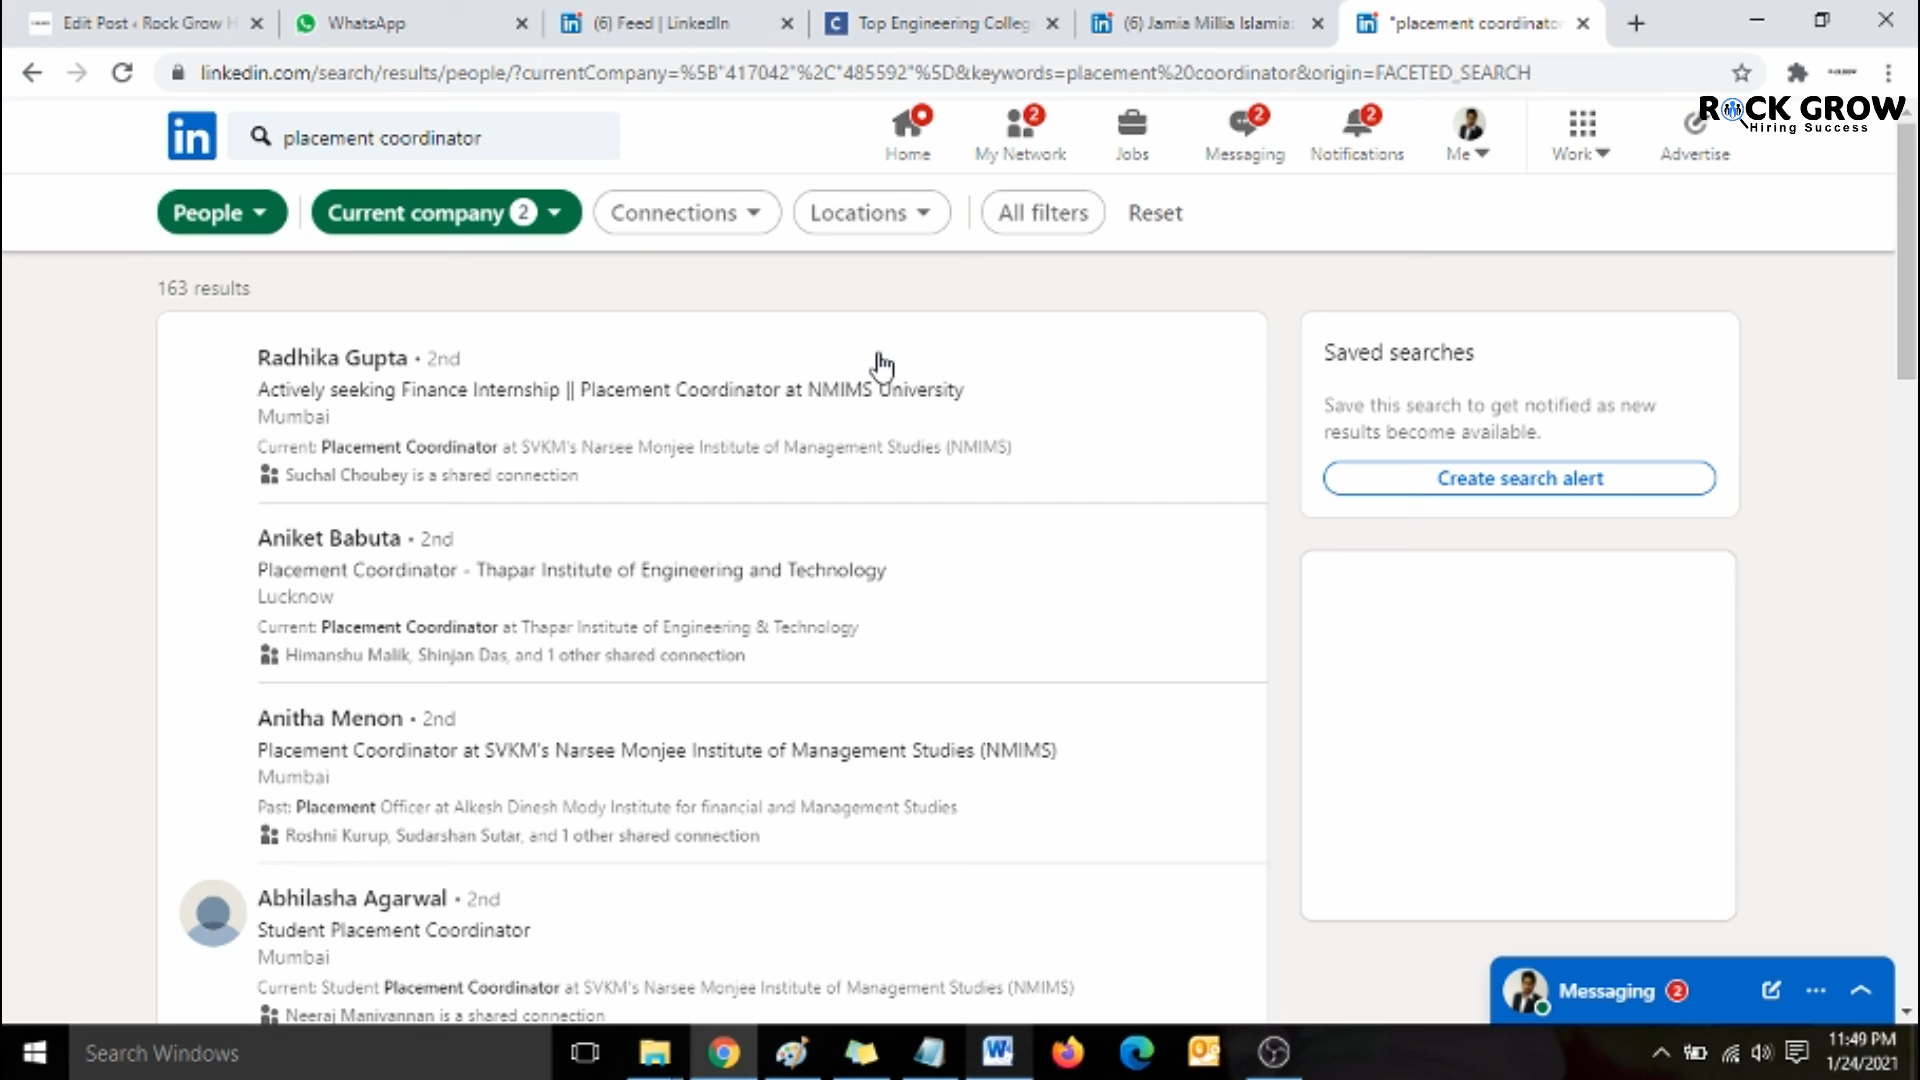 Edit Post ‹ Rock Grow H
WhatsApp
(6) Feed | LinkedIn
Top Engineering Colleg
(6) Jamia Millia Islamia:
"placement coordinator
linkedin.com/search/results/people/?currentCompany=%5B"417042"%2C"485592"%5D&keywords=placement%20coordinator&origin=FACETED_SEARCH
ROCK GROW
Hiring Success
in
placement coordinator
2
2
2
Home
My Network
Jobs
Messaging
Notifications
Me
Work
Advertise
People
Current company 2
Connections
Locations
All filters
Reset
163 results
Radhika Gupta • 2nd
Actively seeking Finance Internship || Placement Coordinator at NMIMS University
Mumbai
Current: Placement Coordinator at SVKM's Narsee Monjee Institute of Management Studies (NMIMS)
Suchal Choubey is a shared connection
Aniket Babuta • 2nd
Placement Coordinator - Thapar Institute of Engineering and Technology
Lucknow
Current: Placement Coordinator at Thapar Institute of Engineering & Technology
Himanshu Malik, Shinjan Das, and 1 other shared connection
Anitha Menon • 2nd
Placement Coordinator at SVKM's Narsee Monjee Institute of Management Studies (NMIMS)
Mumbai
Past: Placement Officer at Alkesh Dinesh Mody Institute for financial and Management Studies
Roshni Kurup, Sudarshan Sutar, and 1 other shared connection
Abhilasha Agarwal • 2nd
Student Placement Coordinator
Mumbai
Current: Student Placement Coordinator at SVKM's Narsee Monjee Institute of Management Studies (NMIMS)
Neeraj Manivannan is a shared connection
Saved searches
Save this search to get notified as new
results become available.
Create search alert
Messaging 2
Search Windows
11:49 PM
1/24/2021